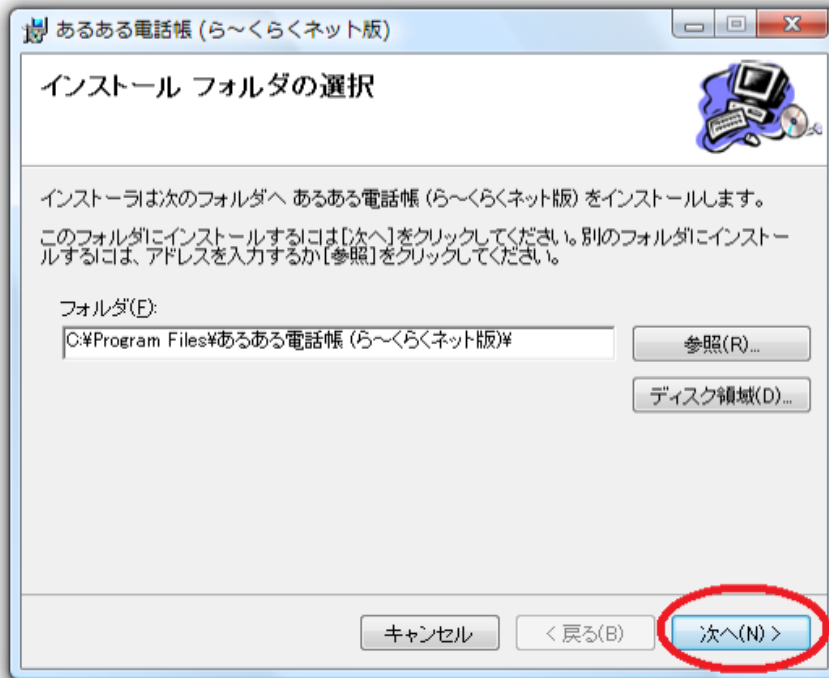 あるある電話帳 (ら～くらくネット版)
インストール フォルダの選択
インストーラは次のフォルダへ あるある電話帳 (ら～くらくネット版) をインストールします。
このフォルダにインストールするには[次へ]をクリックしてください。別のフォルダにインストー
ルするには、アドレスを入力するか[参照]をクリックしてください。
フォルダ(F):
C:¥Program Files¥あるある電話帳 (ら～くらくネット版)¥
参照(R)...
ディスク領域(D)...
キャンセル
< 戻る(B)
次へ(N) >